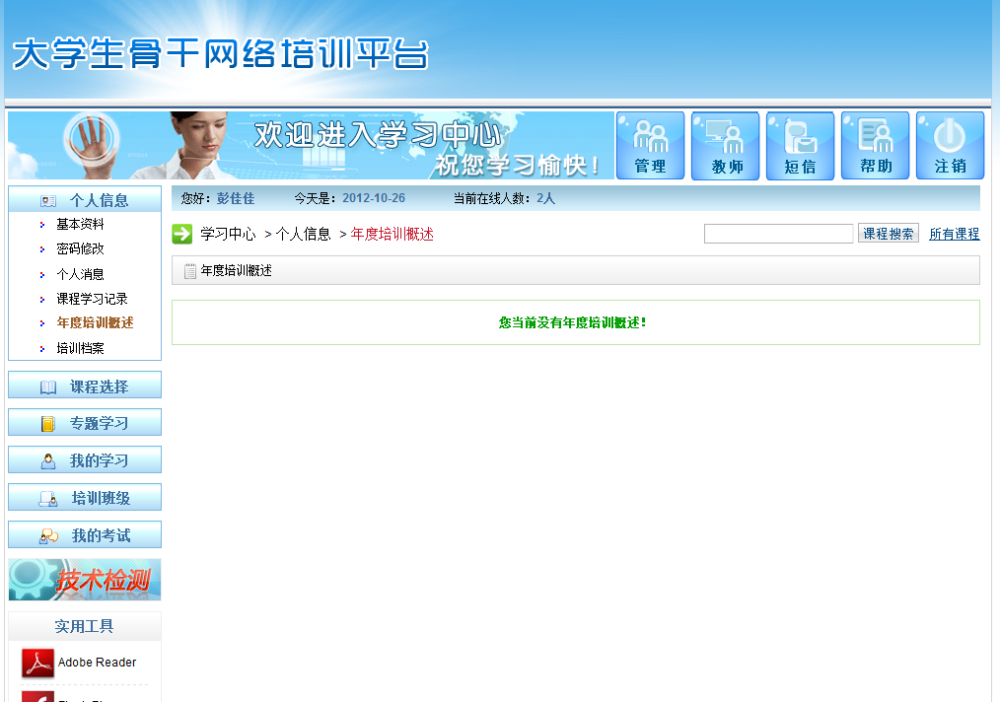 大学生骨干网络培训平台
欢迎进入学习中心
祝您学习愉快！
管理 教师 短信 帮助 注销
个人信息
基本资料
密码修改
个人消息
课程学习记录
年度培训概述
培训档案
课程选择
专题学习
我的学习
培训班级
我的考试
技术检测
实用工具
Adobe Reader
您好：彭佳佳 今天是：2012-10-26 当前在线人数：2人
学习中心 > 个人信息 > 年度培训概述 课程搜索 所有课程
年度培训概述
您当前没有年度培训概述！